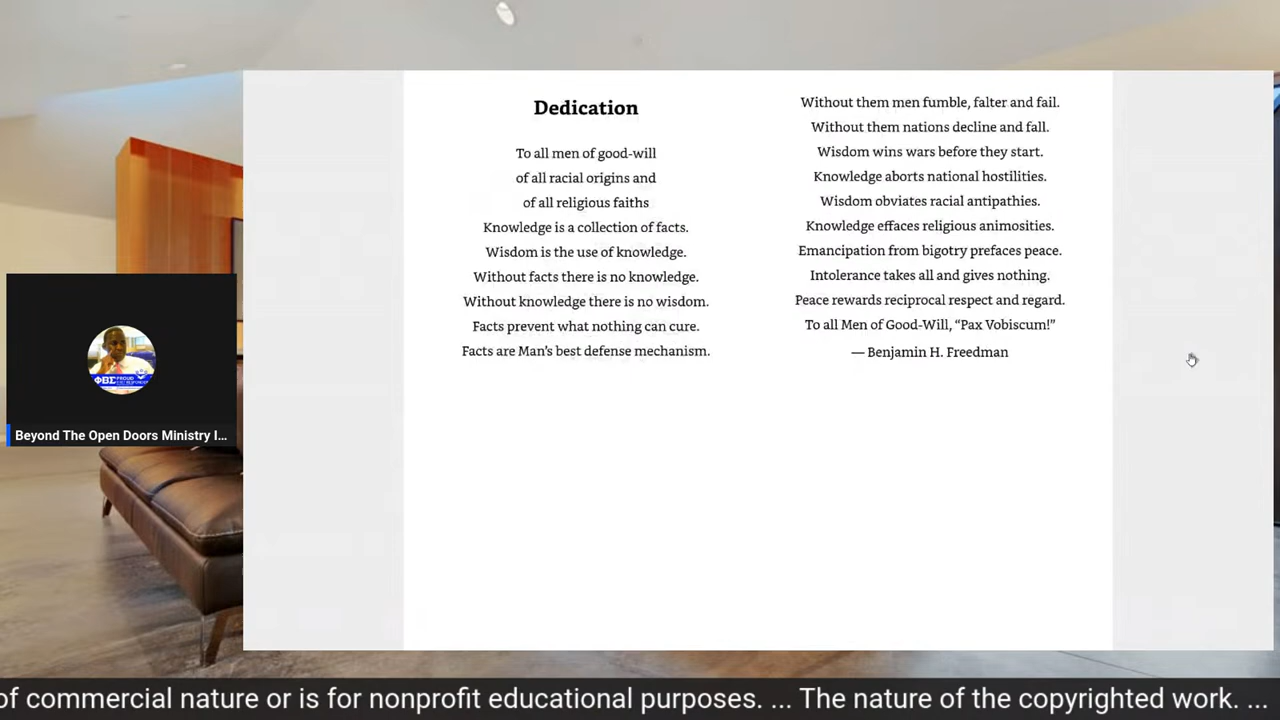 Dedication
To all men of good-will
of all racial origins and
of all religious faiths
Knowledge is a collection of facts.
Wisdom is the use of knowledge.
Without facts there is no knowledge.
Without knowledge there is no wisdom.
Facts prevent what nothing can cure.
Facts are Man’s best defense mechanism.
Without them men fumble, falter and fail.
Without them nations decline and fall.
Wisdom wins wars before they start.
Knowledge aborts national hostilities.
Wisdom obviates racial antipathies.
Knowledge effaces religious animosities.
Emancipation from bigotry prefaces peace.
Intolerance takes all and gives nothing.
Peace rewards reciprocal respect and regard.
To all Men of Good-Will, “Pax Vobiscum!”
— Benjamin H. Freedman
ΦΒΣ PROUD
Beyond The Open Doors Ministry I...
of commercial nature or is for nonprofit educational purposes. ... The nature of the copyrighted work. ...